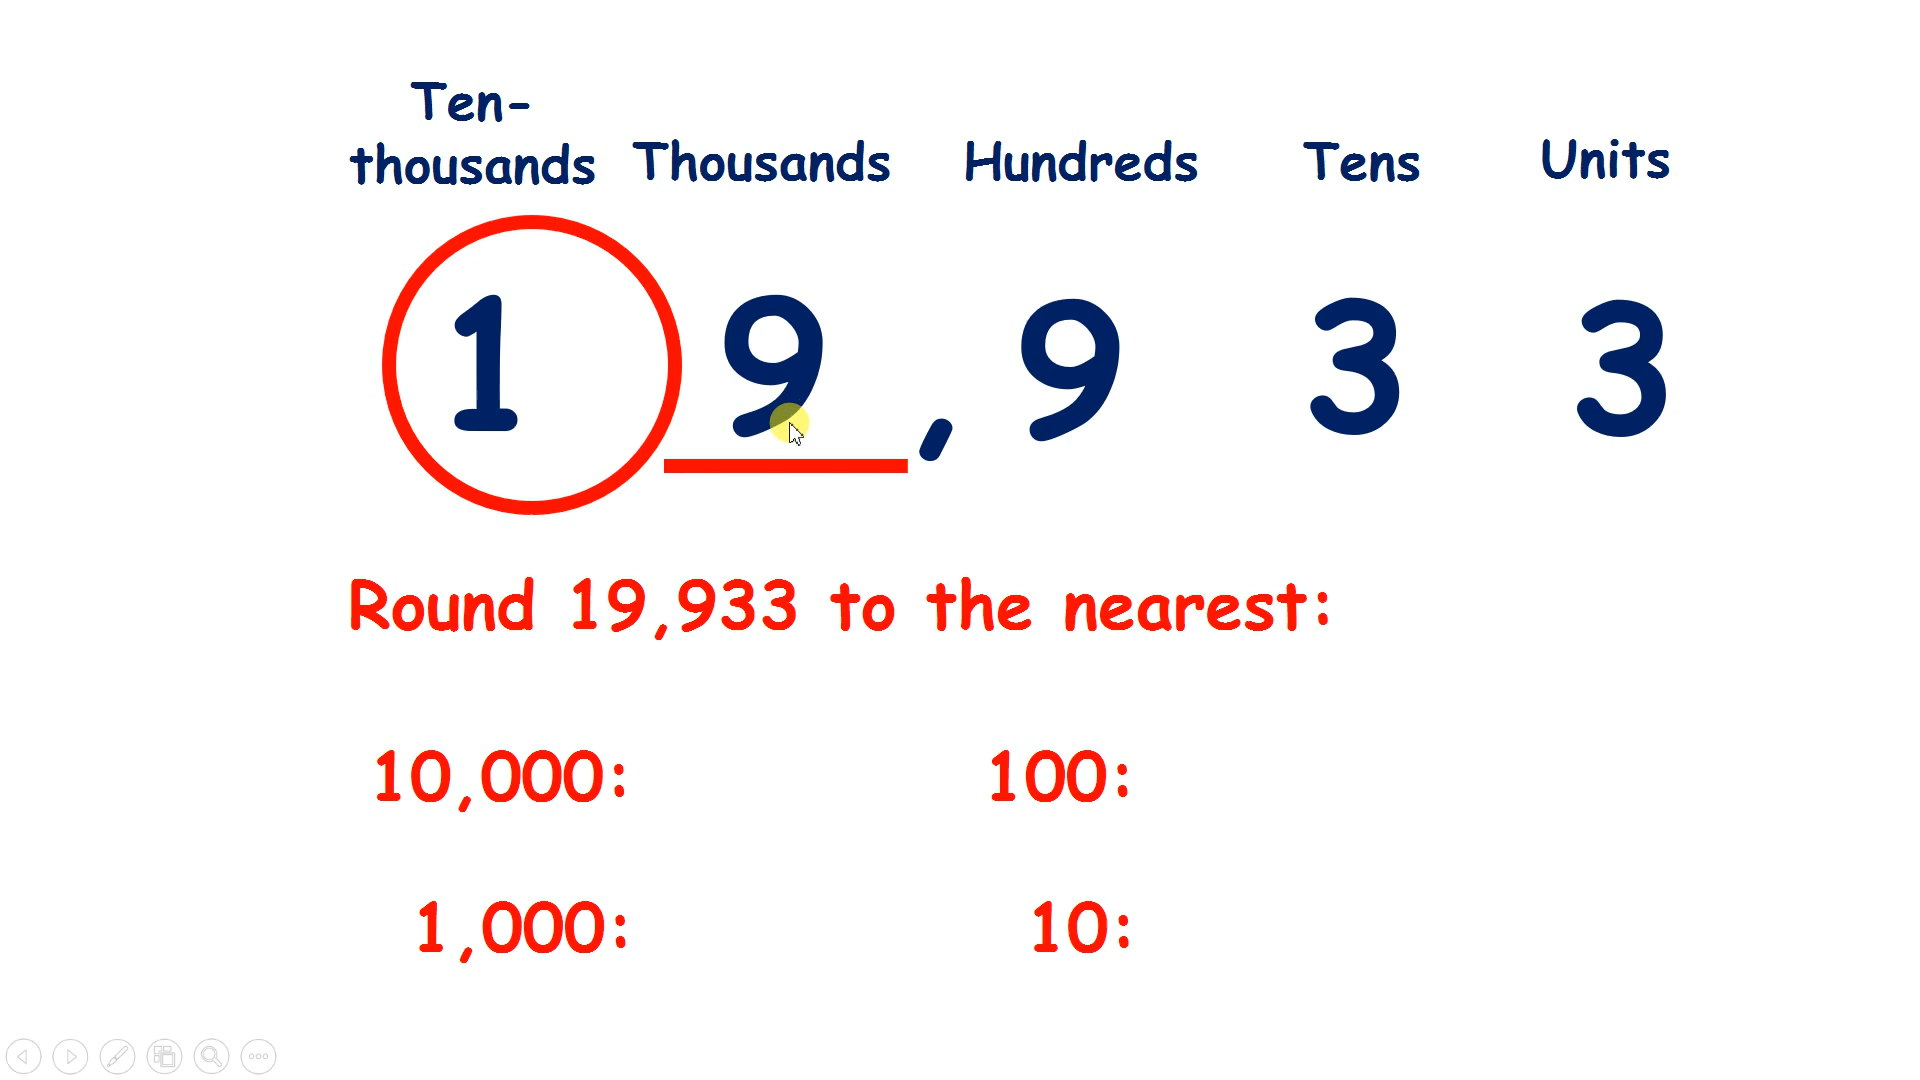 Ten-
thousands Thousands Hundreds Tens Units
1 9 , 9 3 3
Round 19,933 to the nearest:
10,000: 100:
1,000: 10: